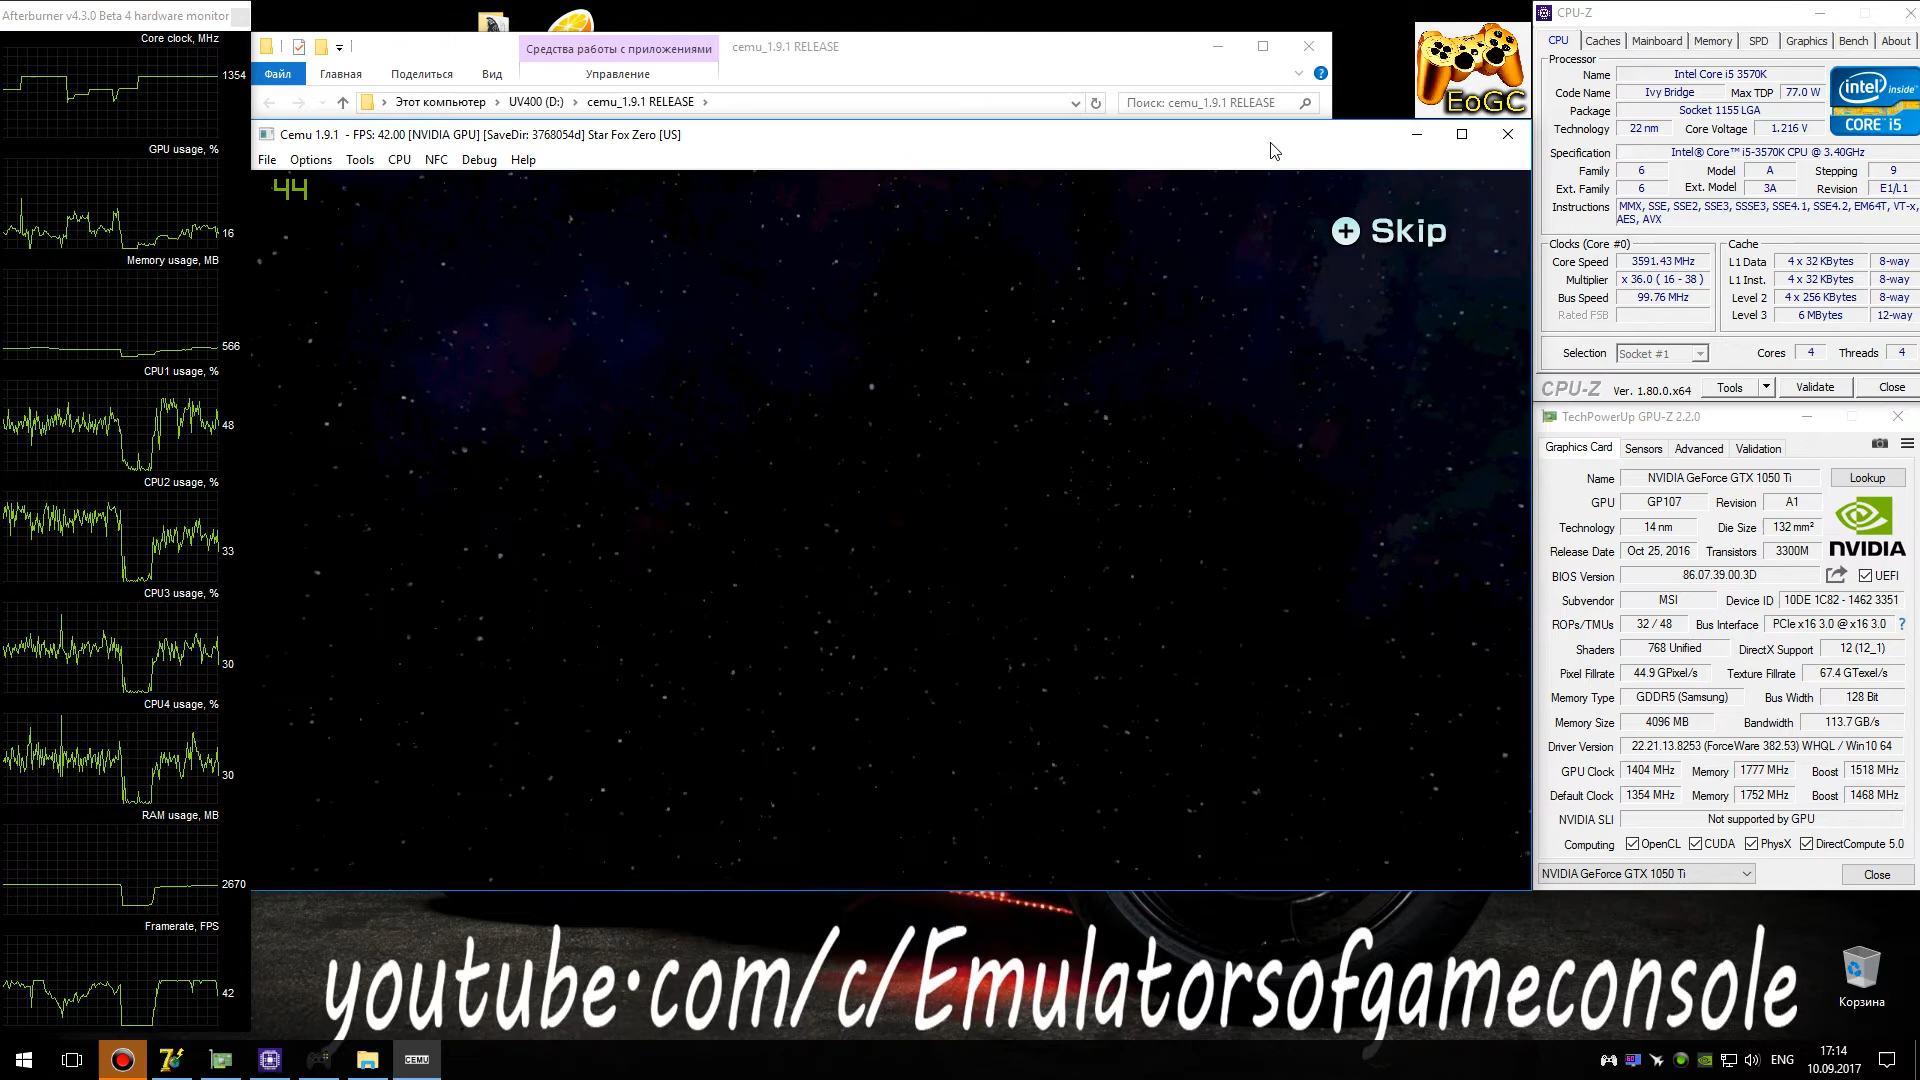 Afterburner v4.3.0 Beta 4 hardware monitor
Core clock, MHz
1354
GPU usage, %
16
Memory usage, MB
566
CPU1 usage, %
48
CPU2 usage, %
33
CPU3 usage, %
30
CPU4 usage, %
30
RAM usage, MB
2670
Framerate, FPS
42
Средства работы с приложениями
cemu_1.9.1 RELEASE
Файл Главная Поделиться Вид Управление
Этот компьютер UV400 (D:) cemu_1.9.1 RELEASE
Поиск: cemu_1.9.1 RELEASE
EoGC
Cemu 1.9.1 - FPS: 42.00 [NVIDIA GPU] [SaveDir: 3768054d] Star Fox Zero [US]
File Options Tools CPU NFC Debug Help
44
Skip
CPU-Z
CPU Caches Mainboard Memory SPD Graphics Bench About
Processor
Name Intel Core i5 3570K
Code Name Ivy Bridge Max TDP 77.0 W
Package Socket 1155 LGA
Technology 22 nm Core Voltage 1.216 V
intel inside
CORE i5
Specification Intel® Core™ i5-3570K CPU @ 3.40GHz
Family 6 Model A Stepping 9
Ext. Family 6 Ext. Model 3A Revision E1/L1
Instructions MMX, SSE, SSE2, SSE3, SSSE3, SSE4.1, SSE4.2, EM64T, VT-x,
AES, AVX
Clocks (Core #0)
Core Speed 3591.43 MHz
Multiplier x 36.0 ( 16 - 38 )
Bus Speed 99.76 MHz
Rated FSB
Cache
L1 Data 4 x 32 KBytes 8-way
L1 Inst. 4 x 32 KBytes 8-way
Level 2 4 x 256 KBytes 8-way
Level 3 6 MBytes 12-way
Selection Socket #1 Cores 4 Threads 4
CPU-Z Ver. 1.80.0.x64 Tools Validate Close
TechPowerUp GPU-Z 2.2.0
Graphics Card Sensors Advanced Validation
Name NVIDIA GeForce GTX 1050 Ti Lookup
GPU GP107 Revision A1
Technology 14 nm Die Size 132 mm²
Release Date Oct 25, 2016 Transistors 3300M
NVIDIA
BIOS Version 86.07.39.00.3D UEFI
Subvendor MSI Device ID 10DE 1C82 - 1462 3351
ROPs/TMUs 32 / 48 Bus Interface PCIe x16 3.0 @ x16 3.0 ?
Shaders 768 Unified DirectX Support 12 (12_1)
Pixel Fillrate 44.9 GPixel/s Texture Fillrate 67.4 GTexel/s
Memory Type GDDR5 (Samsung) Bus Width 128 Bit
Memory Size 4096 MB Bandwidth 113.7 GB/s
Driver Version 22.21.13.8253 (ForceWare 382.53) WHQL / Win10 64
GPU Clock 1404 MHz Memory 1777 MHz Boost 1518 MHz
Default Clock 1354 MHz Memory 1752 MHz Boost 1468 MHz
NVIDIA SLI Not supported by GPU
Computing OpenCL CUDA PhysX DirectCompute 5.0
NVIDIA GeForce GTX 1050 Ti Close
youtube.com/c/Emulatorsofgameconsole
Корзина
CEMU
60
ENG
17:14
10.09.2017